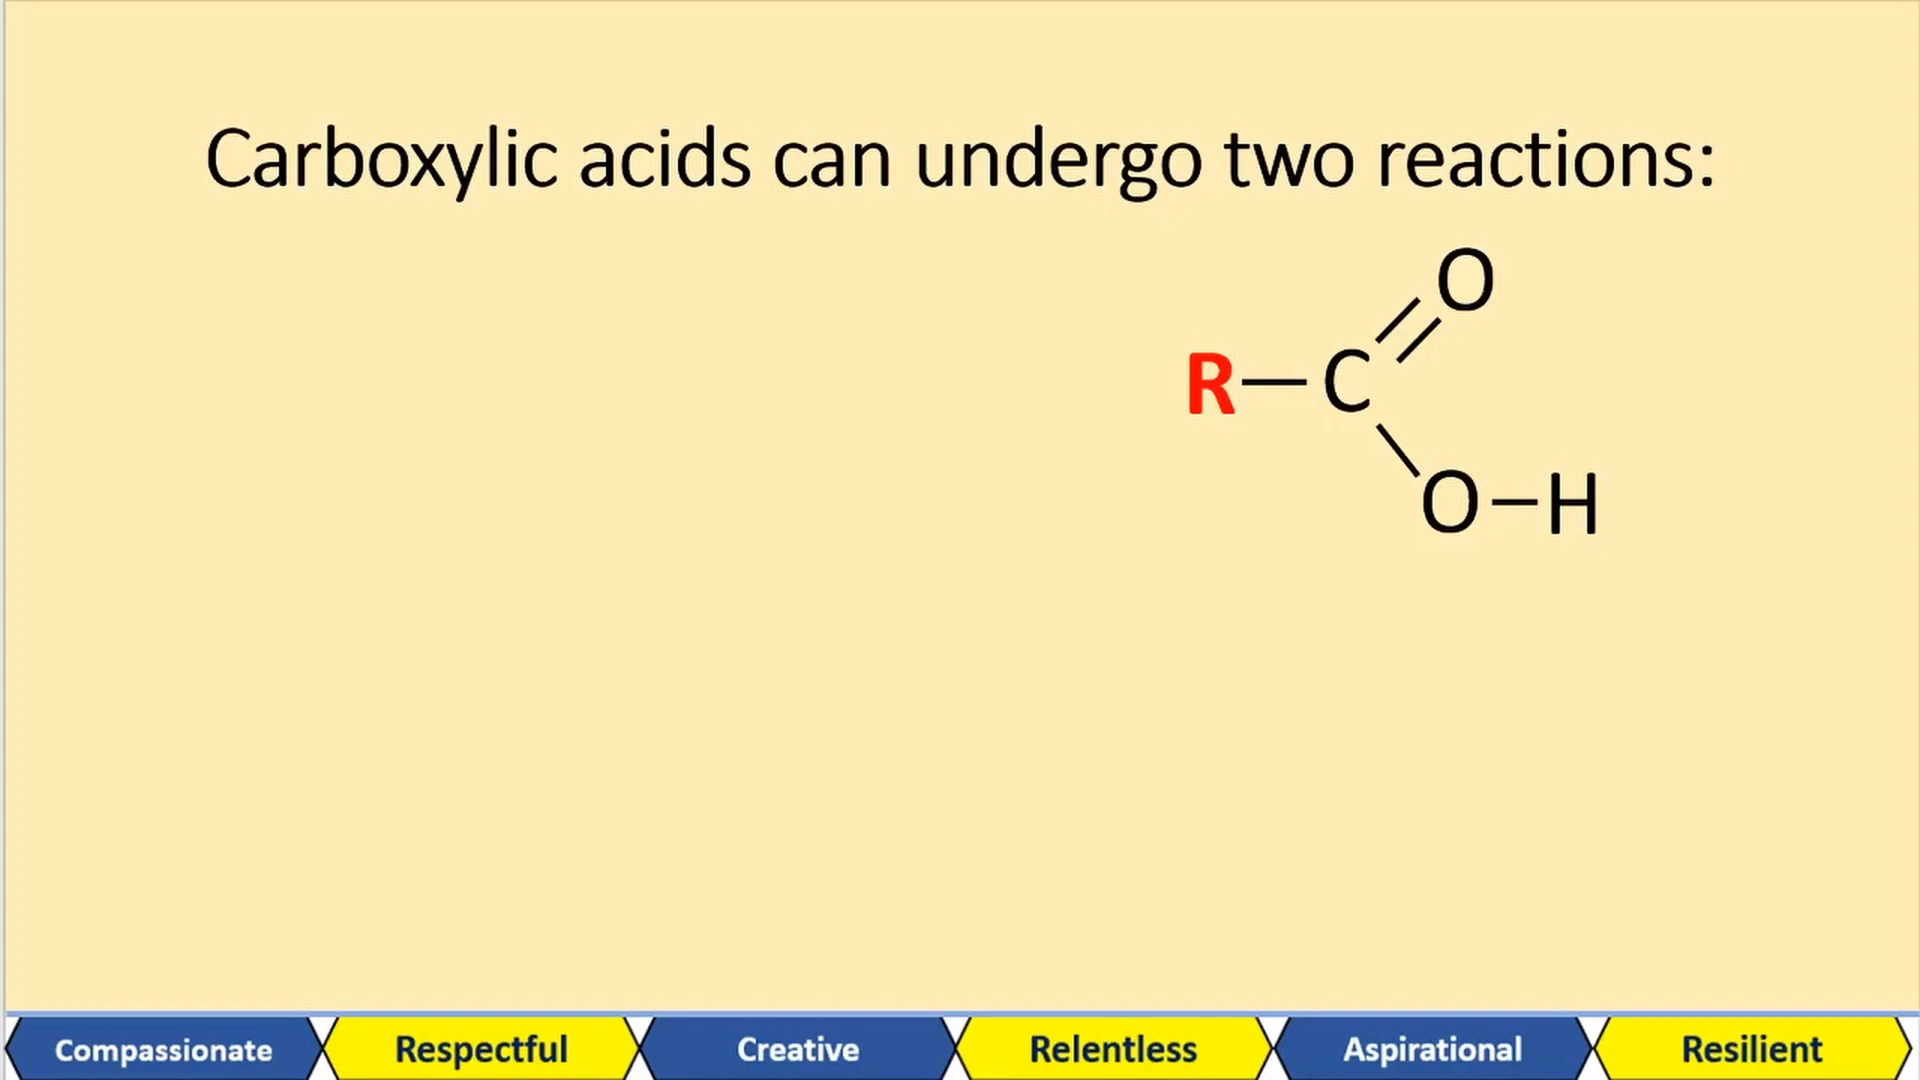 Carboxylic acids can undergo two reactions:
O
R C
O H
Compassionate Respectful Creative Relentless Aspirational Resilient